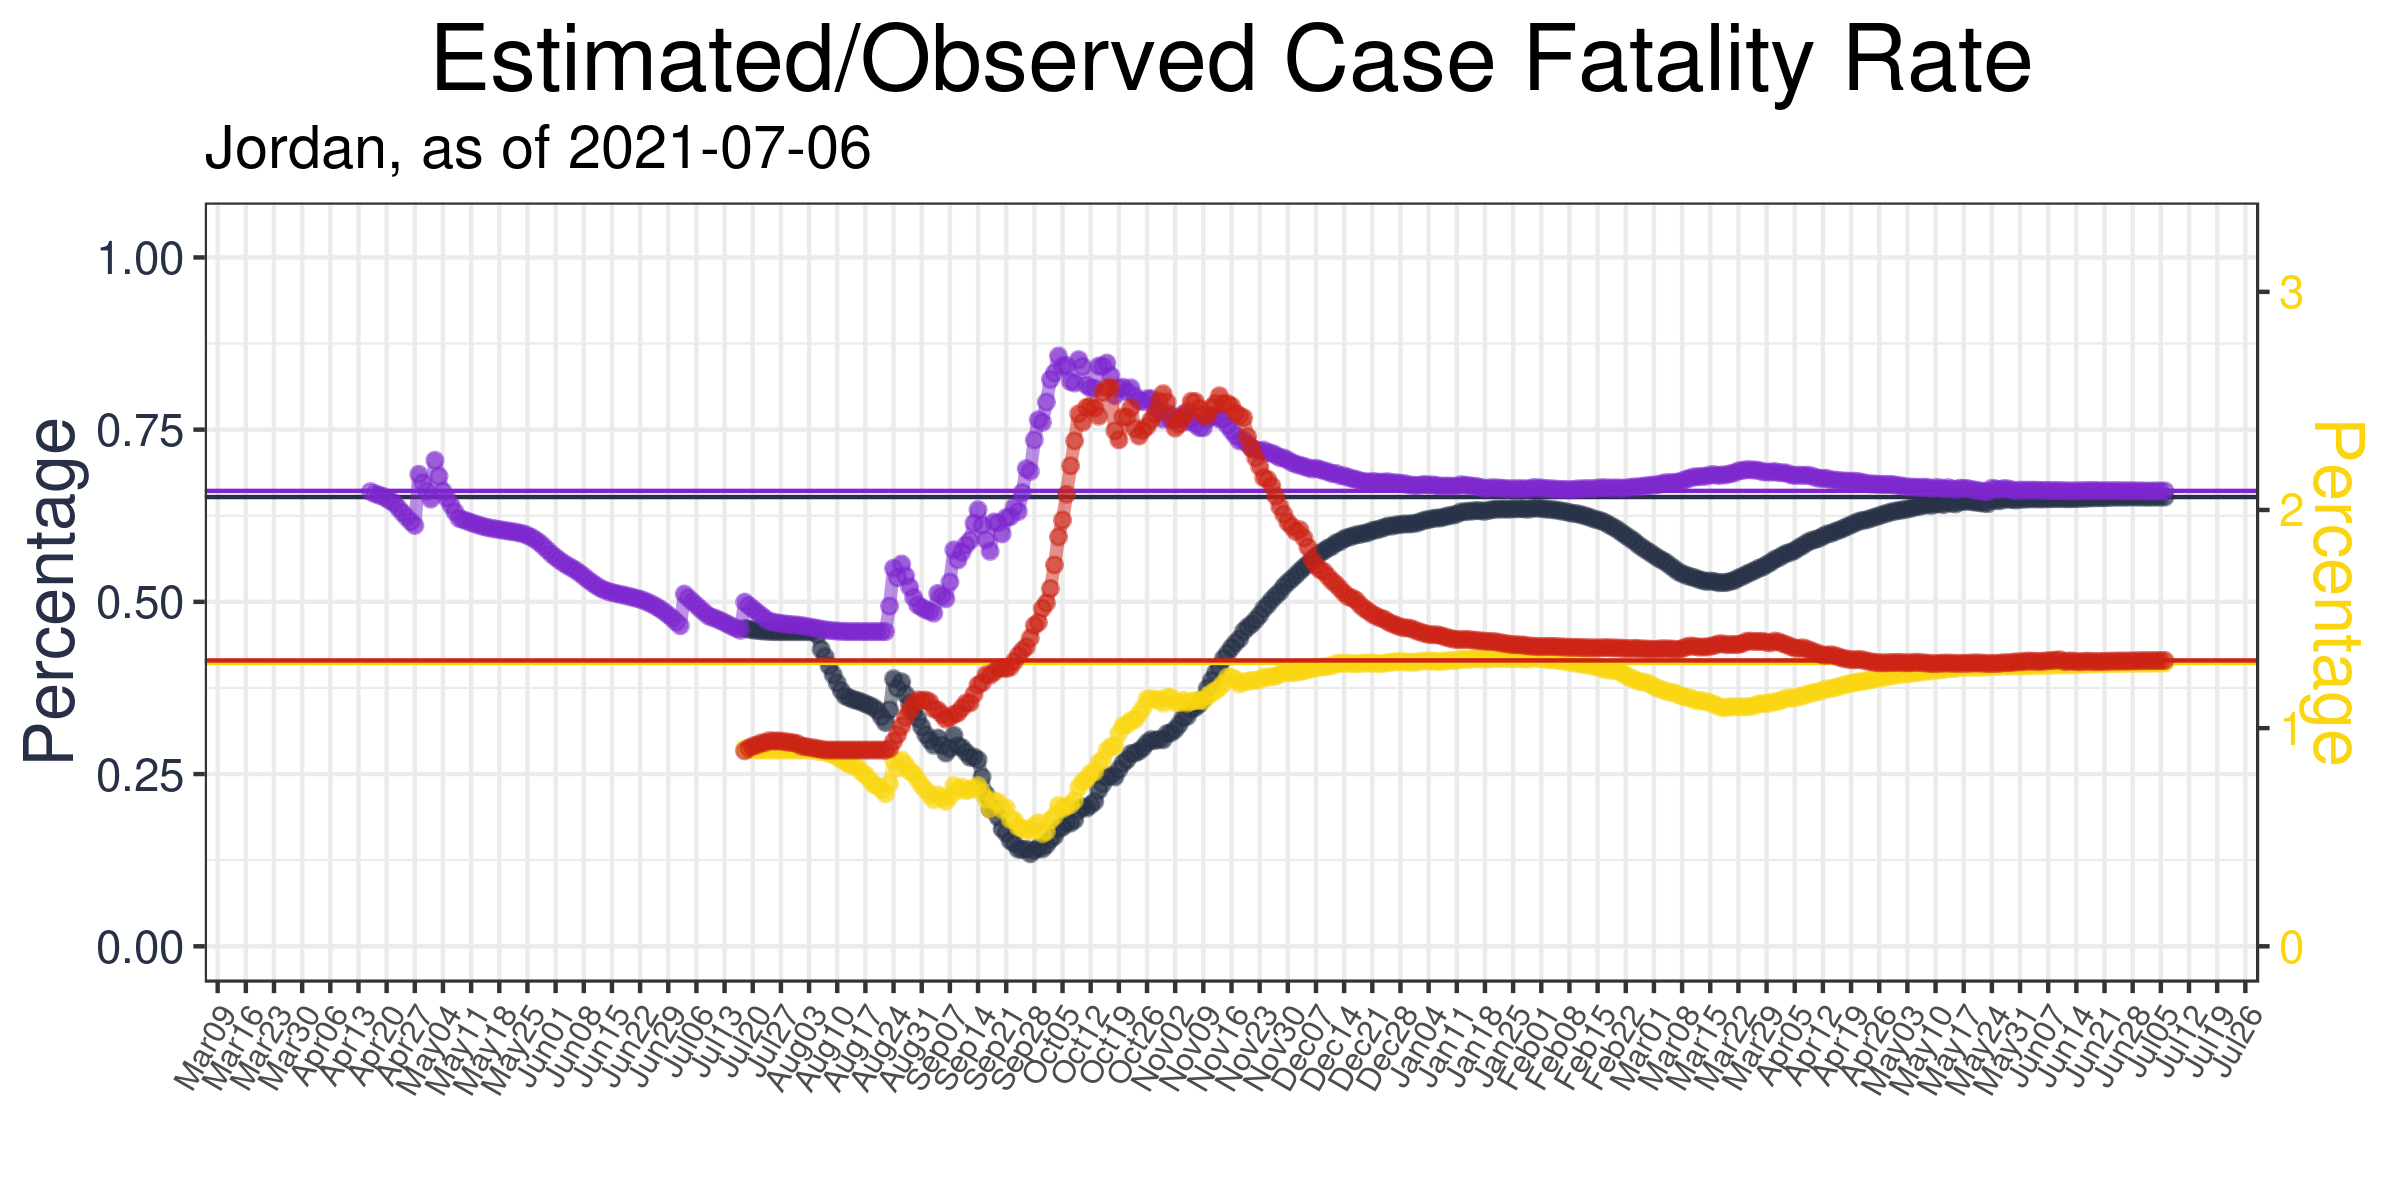 Estimated/Observed Case Fatality Rate
Jordan, as of 2021-07-06
Percentage
1.00
0.75
0.50
0.25
0.00
3
2
1
0
Percentage
Mar09 Mar16 Mar23 Mar30 Apr06 Apr13 Apr20 Apr27 May04 May11 May18 May25 Jun01 Jun08 Jun15 Jun22 Jun29 Jul06 Jul13 Jul20 Jul27 Aug03 Aug10 Aug17 Aug24 Aug31 Sep07 Sep14 Sep21 Sep28 Oct05 Oct12 Oct19 Oct26 Nov02 Nov09 Nov16 Nov23 Nov30 Dec07 Dec14 Dec21 Dec28 Jan04 Jan11 Jan18 Jan25 Feb01 Feb08 Feb15 Feb22 Mar01 Mar08 Mar15 Mar22 Mar29 Apr05 Apr12 Apr19 Apr26 May03 May10 May17 May24 May31 Jun07 Jun14 Jun21 Jun28 Jul05 Jul12 Jul19 Jul26